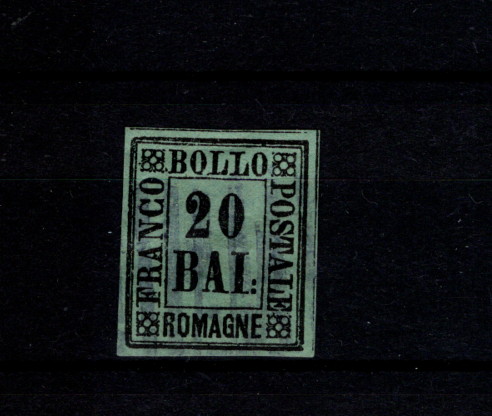 BOLLO
FRANCO
20
BAI:
POSTALE
ROMAGNE